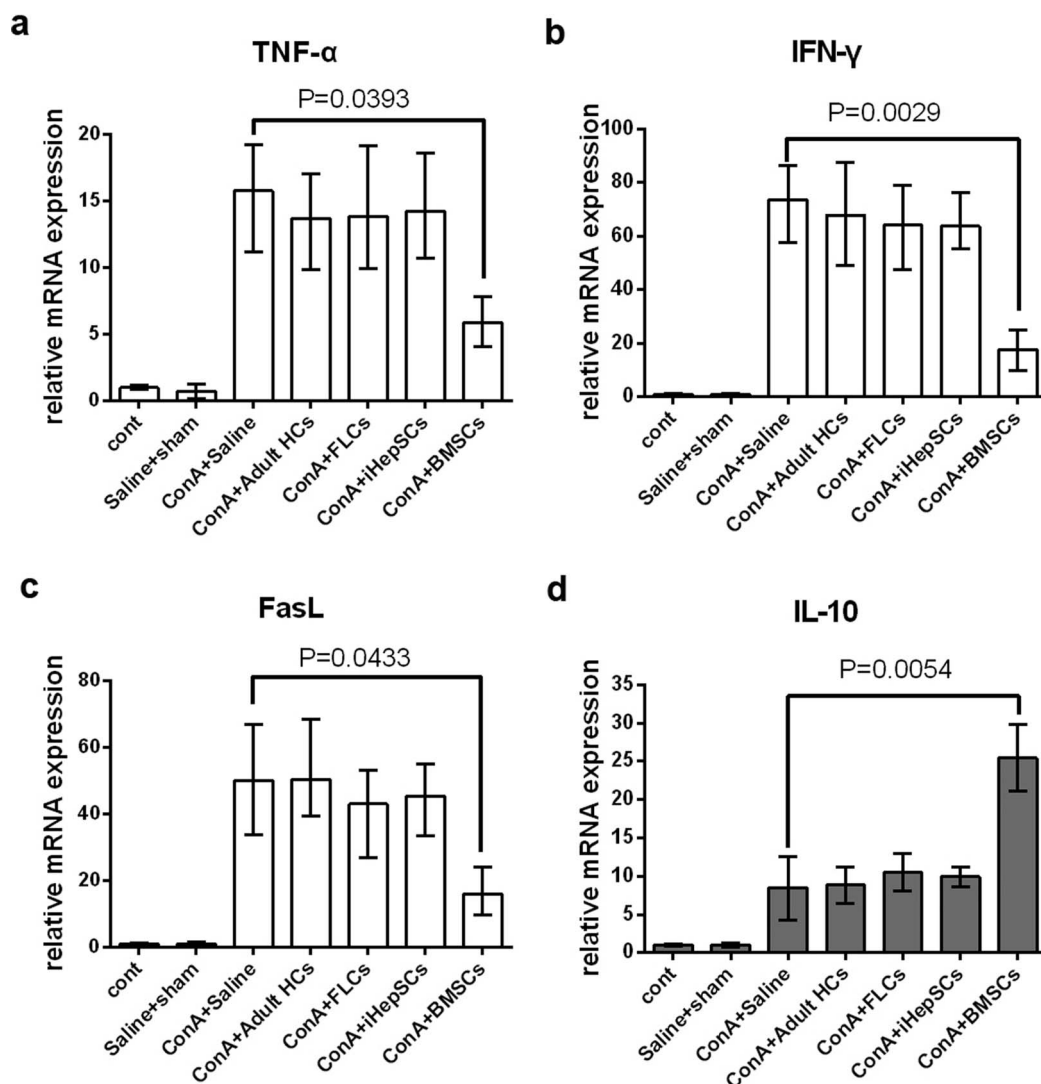 a
TNF-α
P=0.0393
relative mRNA expression
20
15
10
5
0
cont
Saline+sham
ConA+Saline
ConA+Adult HCs
ConA+FLCs
ConA+iHepSCs
ConA+BMSCs
b
IFN-γ
P=0.0029
relative mRNA expression
100
80
60
40
20
0
cont
Saline+sham
ConA+Saline
ConA+Adult HCs
ConA+FLCs
ConA+iHepSCs
ConA+BMSCs
c
FasL
P=0.0433
relative mRNA expression
80
60
40
20
0
cont
Saline+sham
ConA+Saline
ConA+Adult HCs
ConA+FLCs
ConA+iHepSCs
ConA+BMSCs
d
IL-10
P=0.0054
relative mRNA expression
35
30
25
20
15
10
5
0
cont
Saline+sham
ConA+Saline
ConA+Adult HCs
ConA+FLCs
ConA+iHepSCs
ConA+BMSCs